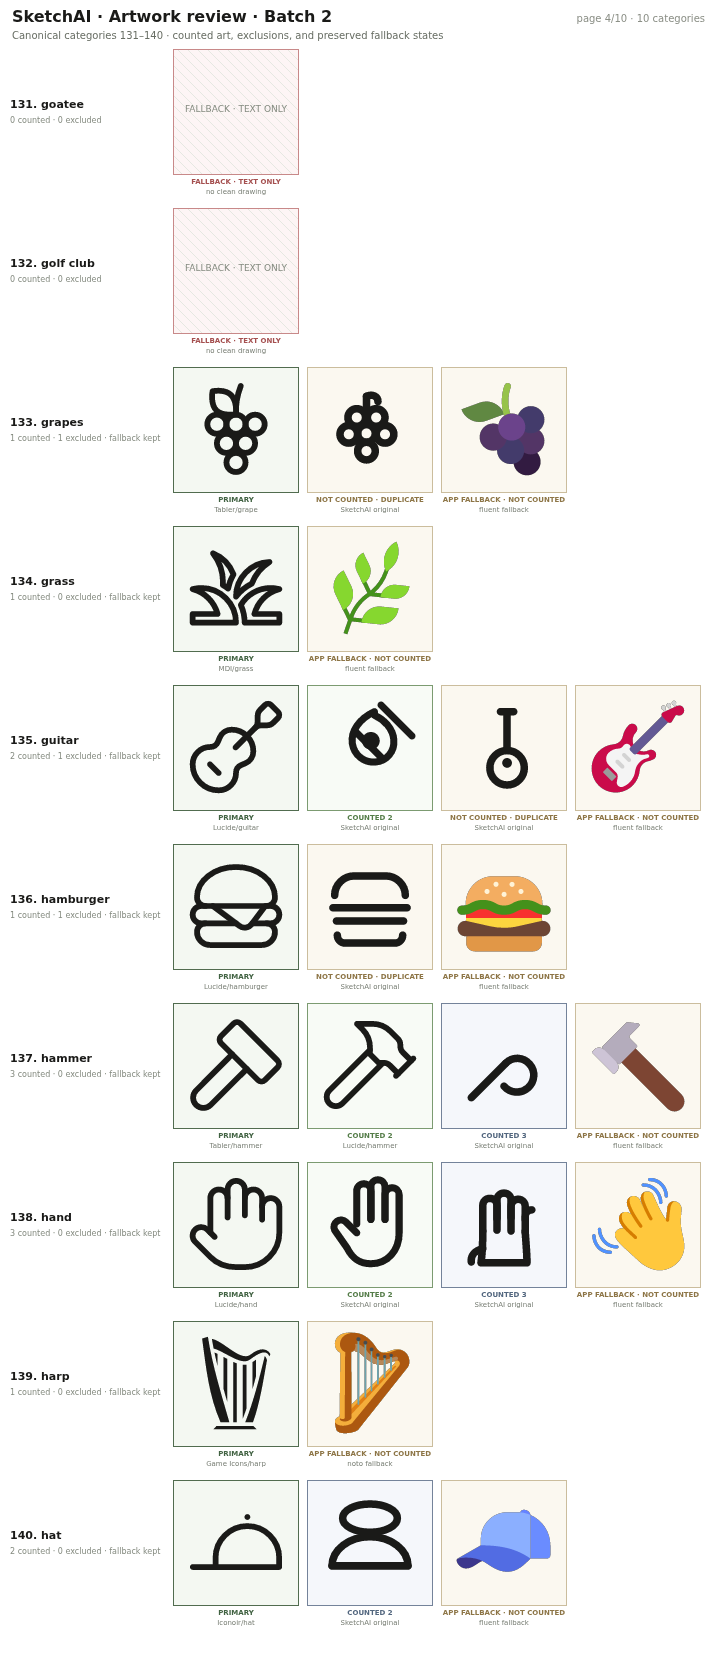 SketchAI · Artwork review · Batch 2
page 4/10 · 10 categories
Canonical categories 131–140 · counted art, exclusions, and preserved fallback states
131. goatee
0 counted · 0 excluded
FALLBACK · TEXT ONLY
FALLBACK · TEXT ONLY
no clean drawing
132. golf club
0 counted · 0 excluded
FALLBACK · TEXT ONLY
FALLBACK · TEXT ONLY
no clean drawing
133. grapes
1 counted · 1 excluded · fallback kept
PRIMARY
Tabler/grape
NOT COUNTED · DUPLICATE
SketchAI original
APP FALLBACK · NOT COUNTED
fluent fallback
134. grass
1 counted · 0 excluded · fallback kept
PRIMARY
MDI/grass
APP FALLBACK · NOT COUNTED
fluent fallback
135. guitar
2 counted · 1 excluded · fallback kept
PRIMARY
Lucide/guitar
COUNTED 2
SketchAI original
NOT COUNTED · DUPLICATE
SketchAI original
APP FALLBACK · NOT COUNTED
fluent fallback
136. hamburger
1 counted · 1 excluded · fallback kept
PRIMARY
Lucide/hamburger
NOT COUNTED · DUPLICATE
SketchAI original
APP FALLBACK · NOT COUNTED
fluent fallback
137. hammer
3 counted · 0 excluded · fallback kept
PRIMARY
Tabler/hammer
COUNTED 2
Lucide/hammer
COUNTED 3
SketchAI original
APP FALLBACK · NOT COUNTED
fluent fallback
138. hand
3 counted · 0 excluded · fallback kept
PRIMARY
Lucide/hand
COUNTED 2
SketchAI original
COUNTED 3
SketchAI original
APP FALLBACK · NOT COUNTED
fluent fallback
139. harp
1 counted · 0 excluded · fallback kept
PRIMARY
Game Icons/harp
APP FALLBACK · NOT COUNTED
noto fallback
140. hat
2 counted · 0 excluded · fallback kept
PRIMARY
Iconoir/hat
COUNTED 2
SketchAI original
APP FALLBACK · NOT COUNTED
fluent fallback